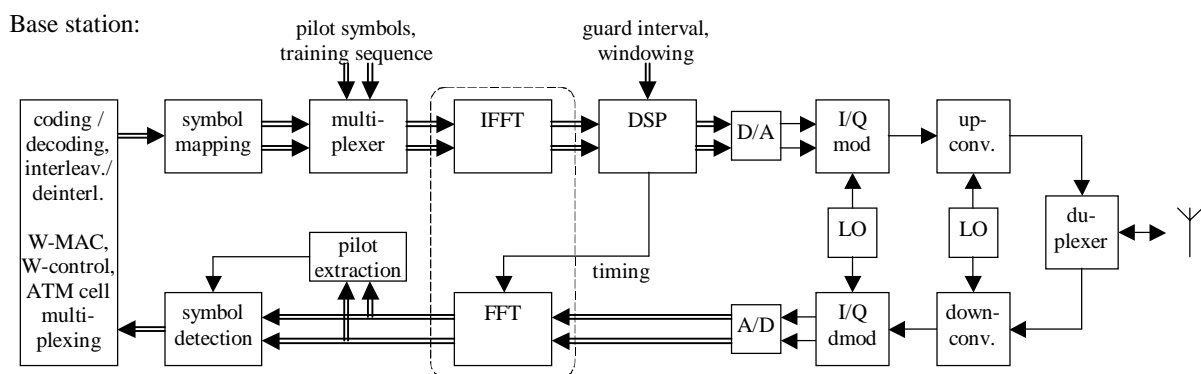 Base station:
pilot symbols,
training sequence
guard interval,
windowing
coding /
decoding,
interleav./
deinterl.
W-MAC,
W-control,
ATM cell
multi-
plexing
symbol
mapping
multi-
plexer
IFFT
DSP
D/A
I/Q
mod
up-
conv.
du-
plexer
LO
LO
pilot
extraction
timing
symbol
detection
FFT
A/D
I/Q
dmod
down-
conv.